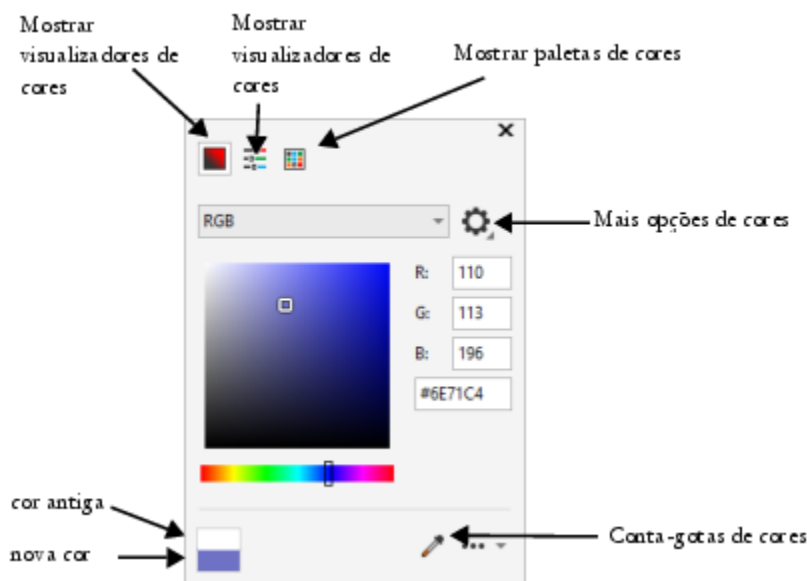 Mostrar
visualizadores de
cores
Mostrar
visualizadores de
cores
Mostrar paletas de cores
RGB
Mais opções de cores
R: 110
G: 113
B: 196
#6E71C4
cor antiga
nova cor
Conta-gotas de cores